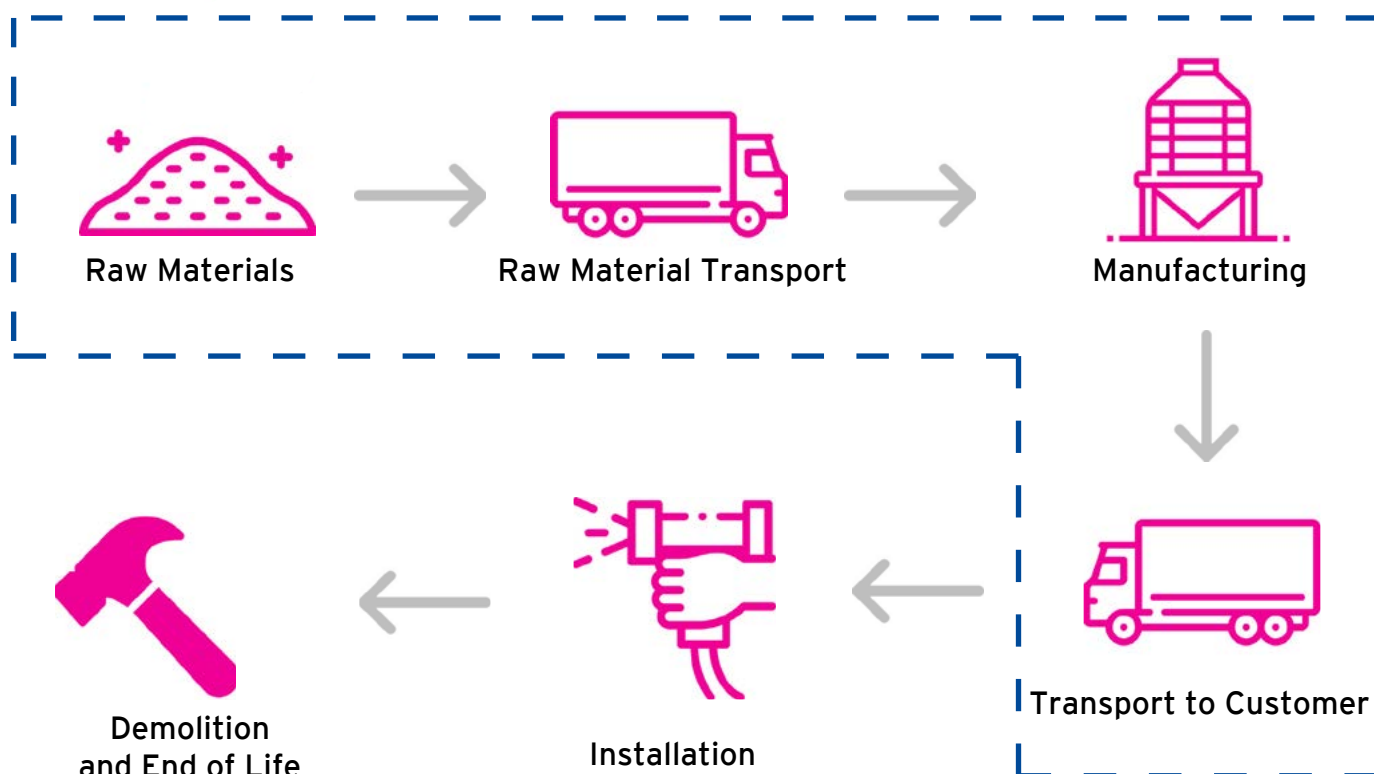 Raw Materials
Raw Material Transport
Manufacturing
Transport to Customer
Installation
Demolition
and End of Life